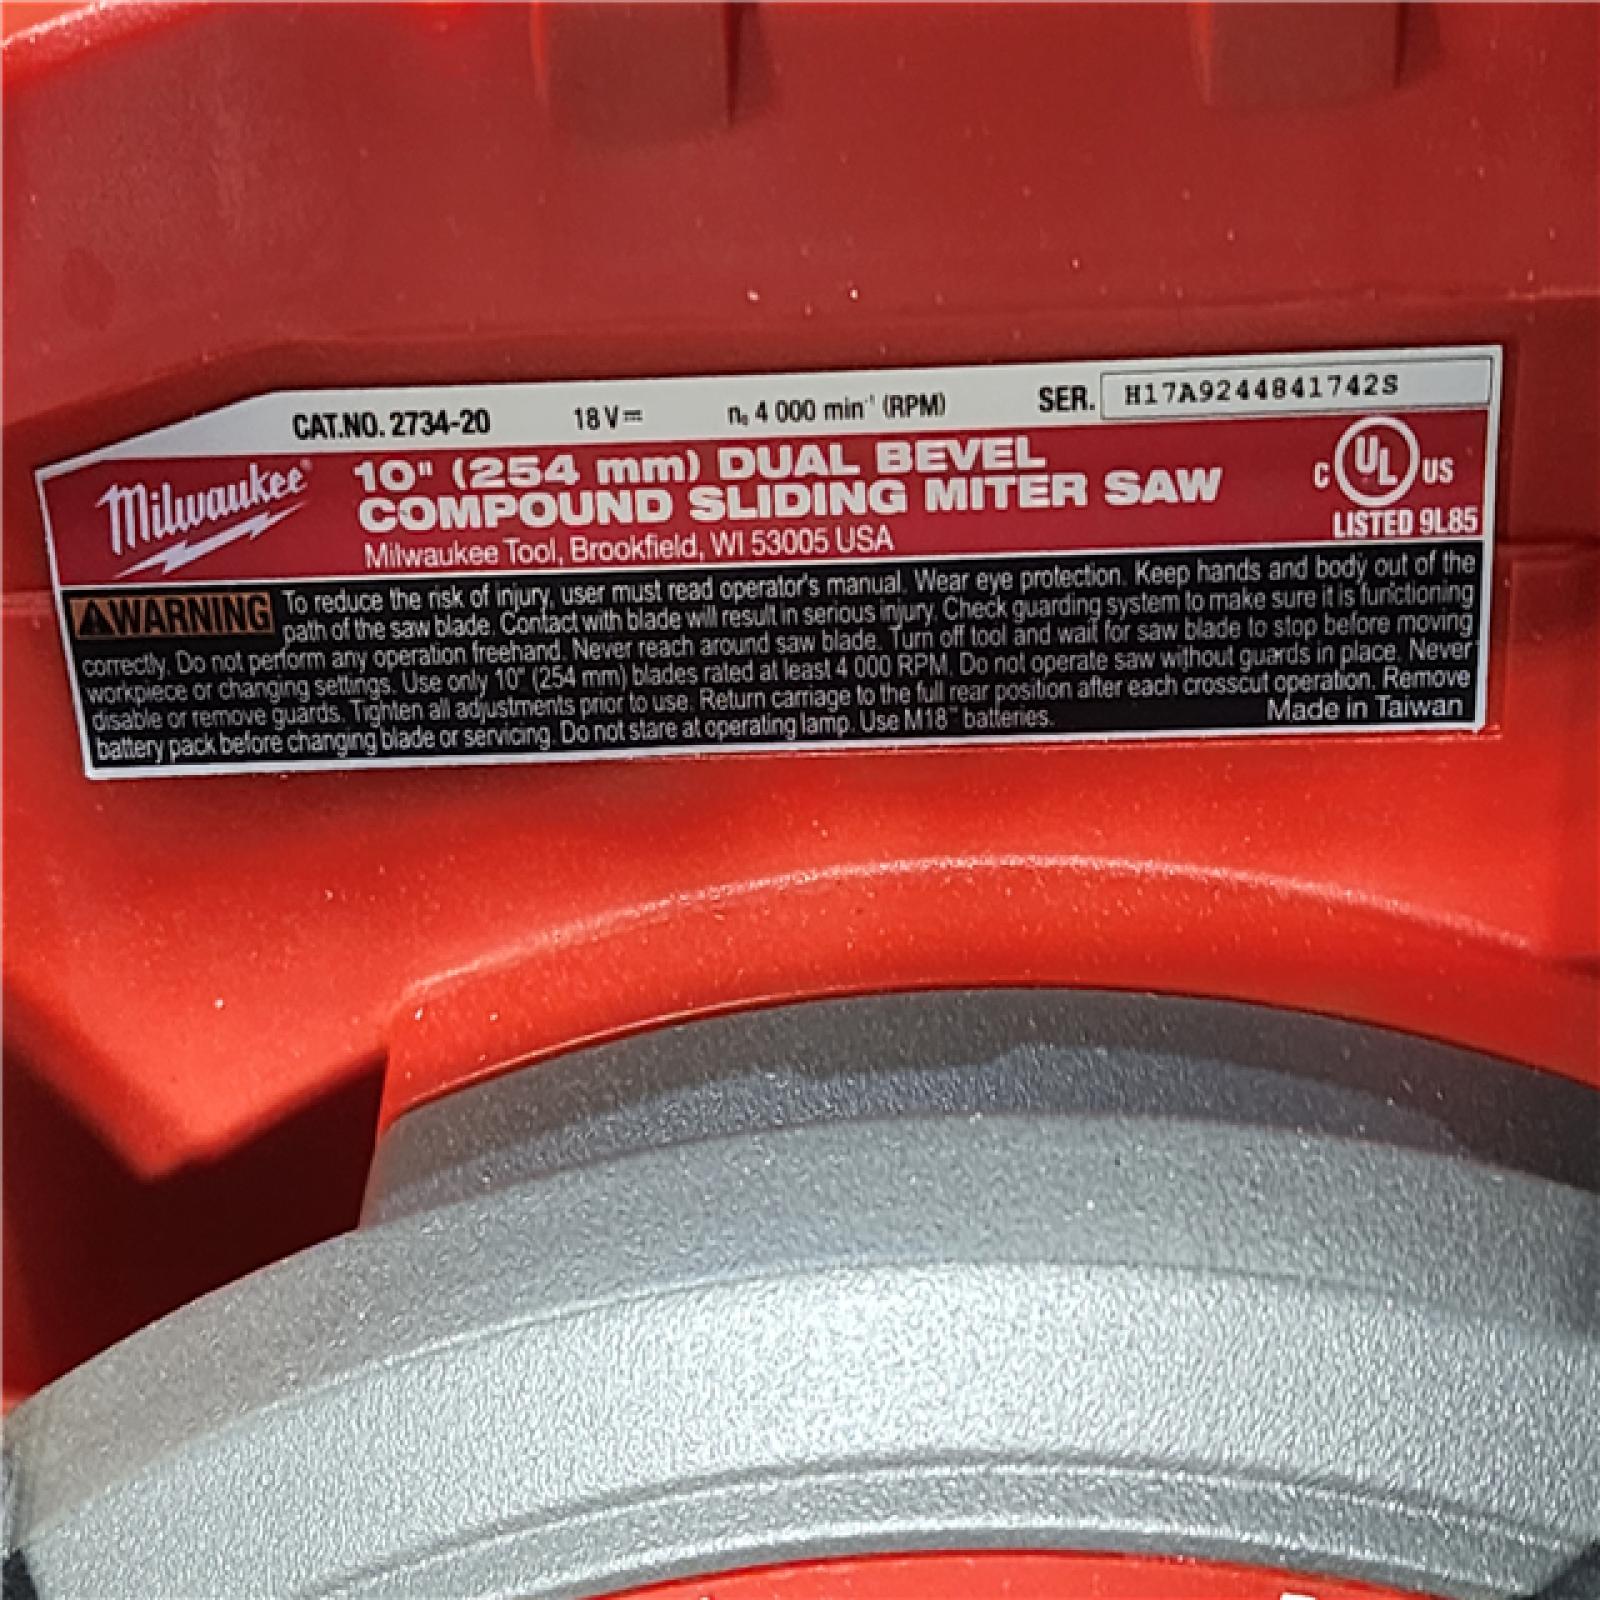 CAT.NO. 2734-20 18 V⎓ n₀ 4 000 min⁻¹ (RPM) SER. H17A9244841742S
Milwaukee®
10" (254 mm) DUAL BEVEL
COMPOUND SLIDING MITER SAW
Milwaukee Tool, Brookfield, WI 53005 USA
C UL US
LISTED 9L85
WARNING To reduce the risk of injury, user must read operator's manual. Wear eye protection. Keep hands and body out of the
path of the saw blade. Contact with blade will result in serious injury. Check guarding system to make sure it is functioning
correctly. Do not perform any operation freehand. Never reach around saw blade. Turn off tool and wait for saw blade to stop before moving
workpiece or changing settings. Use only 10" (254 mm) blades rated at least 4 000 RPM. Do not operate saw without guards in place. Never
disable or remove guards. Tighten all adjustments prior to use. Return carriage to the full rear position after each crosscut operation. Remove
battery pack before changing blade or servicing. Do not stare at operating lamp. Use M18™ batteries. Made in Taiwan